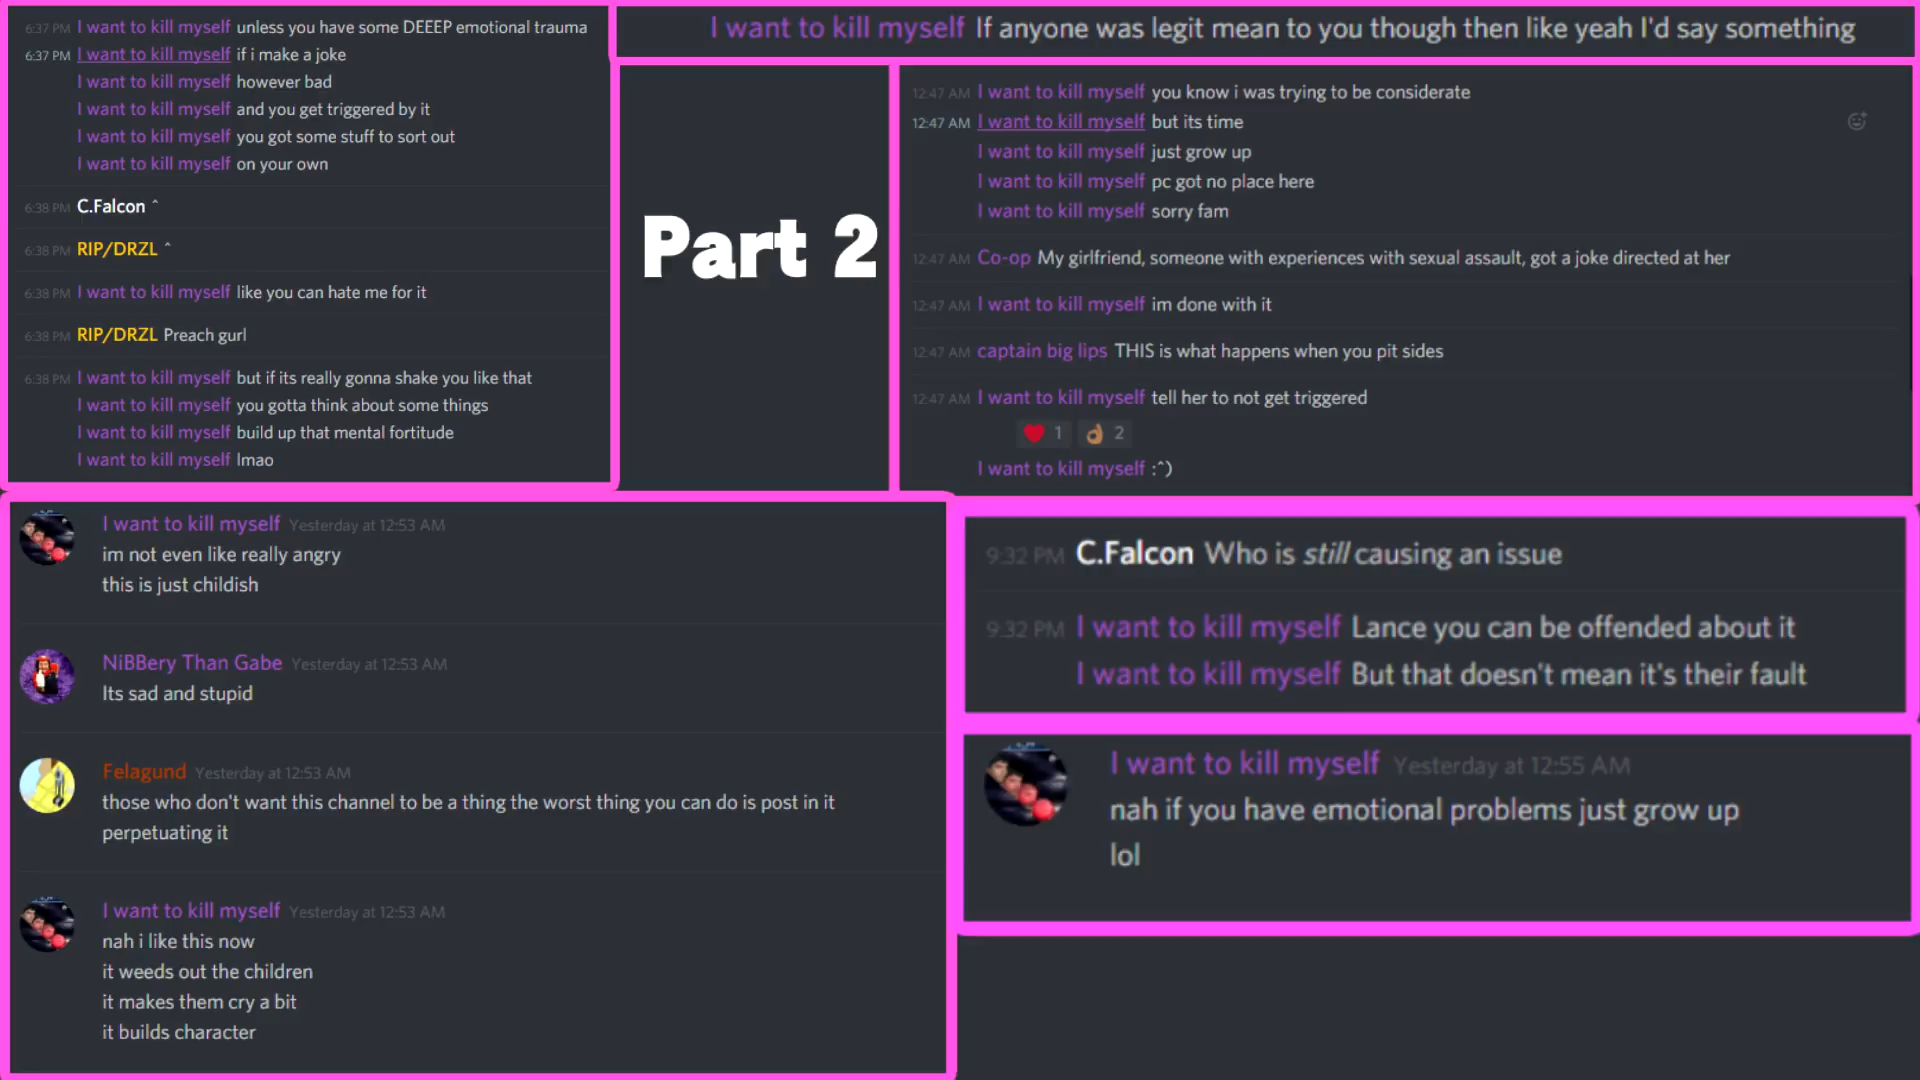 6:37 PM I want to kill myself unless you have some DEEEP emotional trauma
6:37 PM I want to kill myself if i make a joke
I want to kill myself however bad
I want to kill myself and you get triggered by it
I want to kill myself you got some stuff to sort out
I want to kill myself on your own
6:38 PM C.Falcon ^
6:38 PM RIP/DRZL ^
6:38 PM I want to kill myself like you can hate me for it
6:38 PM RIP/DRZL Preach gurl
6:38 PM I want to kill myself but if its really gonna shake you like that
I want to kill myself you gotta think about some things
I want to kill myself build up that mental fortitude
I want to kill myself lmao
I want to kill myself If anyone was legit mean to you though then like yeah I'd say something
Part 2
12:47 AM I want to kill myself you know i was trying to be considerate
12:47 AM I want to kill myself but its time
I want to kill myself just grow up
I want to kill myself pc got no place here
I want to kill myself sorry fam
12:47 AM Co-op My girlfriend, someone with experiences with sexual assault, got a joke directed at her
12:47 AM I want to kill myself im done with it
12:47 AM captain big lips THIS is what happens when you pit sides
12:47 AM I want to kill myself tell her to not get triggered
❤️ 1 👌🏽 2
I want to kill myself :^)
I want to kill myself Yesterday at 12:53 AM
im not even like really angry
this is just childish
NiBBery Than Gabe Yesterday at 12:53 AM
Its sad and stupid
Felagund Yesterday at 12:53 AM
those who don't want this channel to be a thing the worst thing you can do is post in it
perpetuating it
I want to kill myself Yesterday at 12:53 AM
nah i like this now
it weeds out the children
it makes them cry a bit
it builds character
9:32 PM C.Falcon Who is still causing an issue
9:32 PM I want to kill myself Lance you can be offended about it
I want to kill myself But that doesn't mean it's their fault
I want to kill myself Yesterday at 12:55 AM
nah if you have emotional problems just grow up
lol